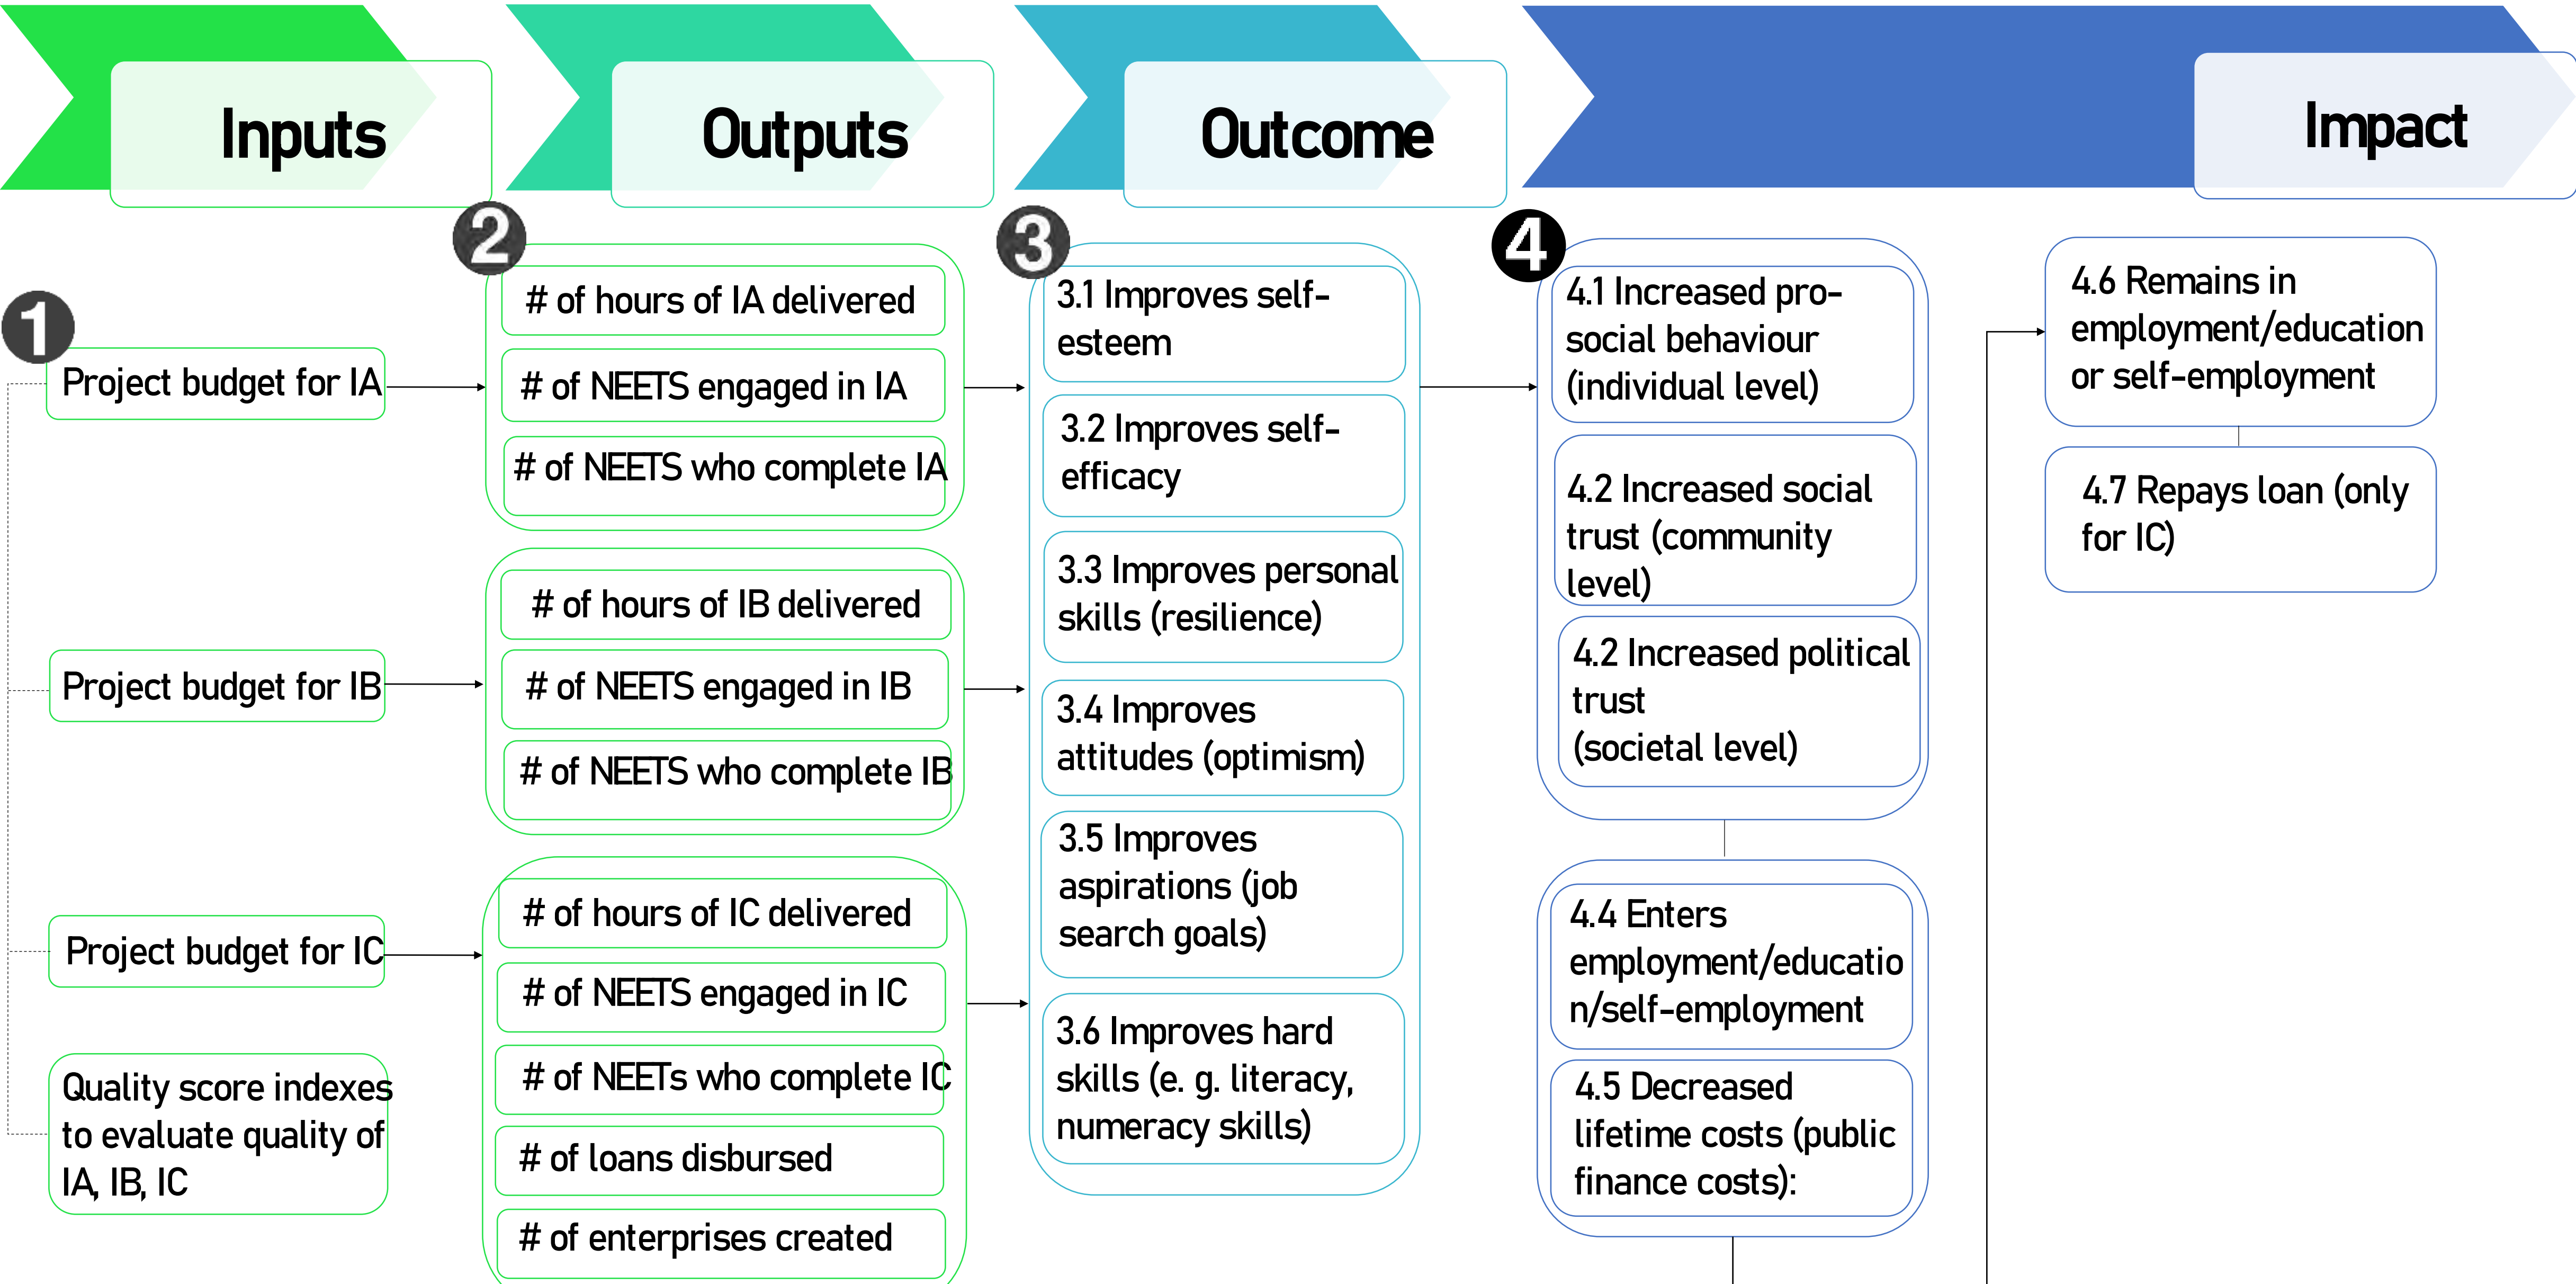 Inputs
Outputs
Outcome
Impact
1
Project budget for IA
Project budget for IB
Project budget for IC
Quality score indexes
to evaluate quality of
IA, IB, IC
2
# of hours of IA delivered
# of NEETS engaged in IA
# of NEETS who complete IA
# of hours of IB delivered
# of NEETS engaged in IB
# of NEETS who complete IB
# of hours of IC delivered
# of NEETS engaged in IC
# of NEETs who complete IC
# of loans disbursed
# of enterprises created
3
3.1 Improves self-
esteem
3.2 Improves self-
efficacy
3.3 Improves personal
skills (resilience)
3.4 Improves
attitudes (optimism)
3.5 Improves
aspirations (job
search goals)
3.6 Improves hard
skills (e. g. literacy,
numeracy skills)
4
4.1 Increased pro-
social behaviour
(individual level)
4.2 Increased social
trust (community
level)
4.2 Increased political
trust
(societal level)
4.4 Enters
employment/educatio
n/self-employment
4.5 Decreased
lifetime costs (public
finance costs):
4.6 Remains in
employment/education
or self-employment
4.7 Repays loan (only
for IC)